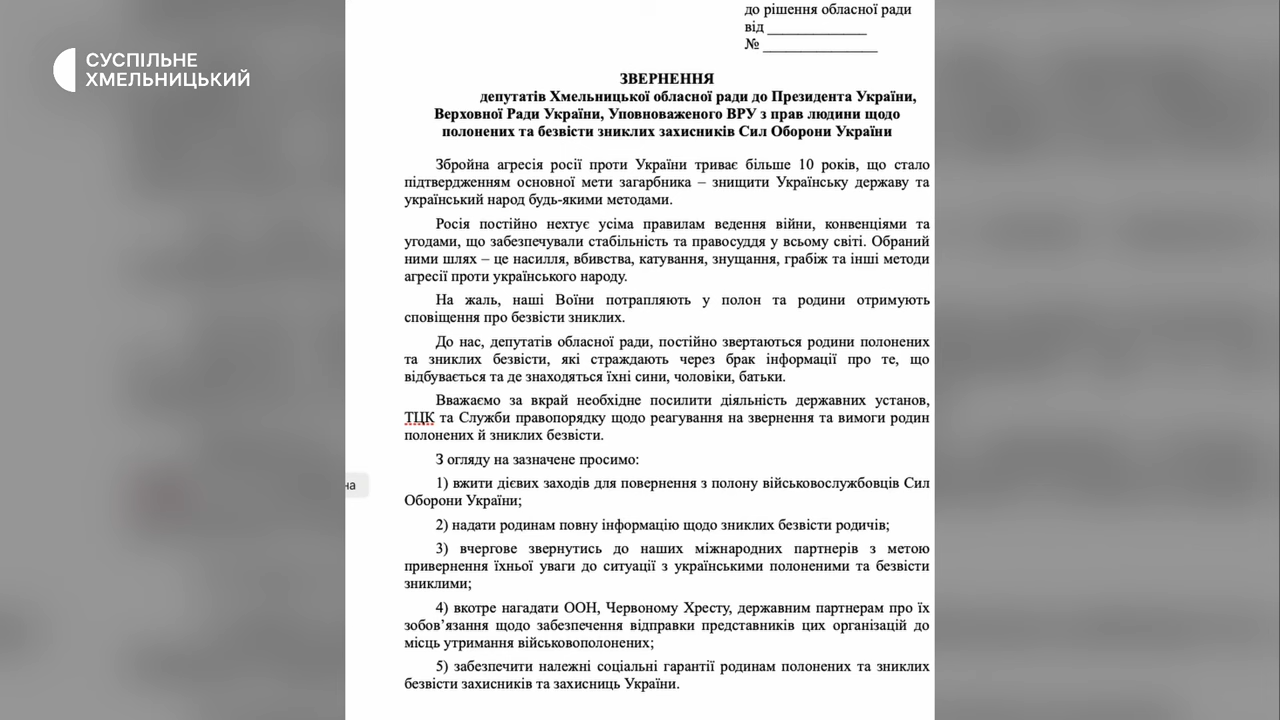 СУСПІЛЬНЕ
ХМЕЛЬНИЦЬКИЙ
до рішення обласної ради
від _____________
№ _______________
ЗВЕРНЕННЯ
депутатів Хмельницької обласної ради до Президента України,
Верховної Ради України, Уповноваженого ВРУ з прав людини щодо
полонених та безвісти зниклих захисників Сил Оборони України
Збройна агресія росії проти України триває більше 10 років, що стало
підтвердженням основної мети загарбника – знищити Українську державу та
український народ будь-якими методами.
Росія постійно нехтує усіма правилам ведення війни, конвенціями та
угодами, що забезпечували стабільність та правосуддя у всьому світі. Обраний
ними шлях – це насилля, вбивства, катування, знущання, грабіж та інші методи
агресії проти українського народу.
На жаль, наші Воїни потрапляють у полон та родини отримують
сповіщення про безвісти зниклих.
До нас, депутатів обласної ради, постійно звертаються родини полонених
та зниклих безвісти, які страждають через брак інформації про те, що
відбувається та де знаходяться їхні сини, чоловіки, батьки.
Вважаємо за вкрай необхідне посилити діяльність державних установ,
ТЦК та Служби правопорядку щодо реагування на звернення та вимоги родин
полонених й зниклих безвісти.
З огляду на зазначене просимо:
на
1) вжити дієвих заходів для повернення з полону військовослужбовців Сил
Оборони України;
2) надати родинам повну інформацію щодо зниклих безвісти родичів;
3) вчергове звернутись до наших міжнародних партнерів з метою
привернення їхньої уваги до ситуації з українськими полоненими та безвісти
зниклими;
4) вкотре нагадати ООН, Червоному Хресту, державним партнерам про їх
зобов’язання щодо забезпечення відправки представників цих організацій до
місць утримання військовополонених;
5) забезпечити належні соціальні гарантії родинам полонених та зниклих
безвісти захисників та захисниць України.